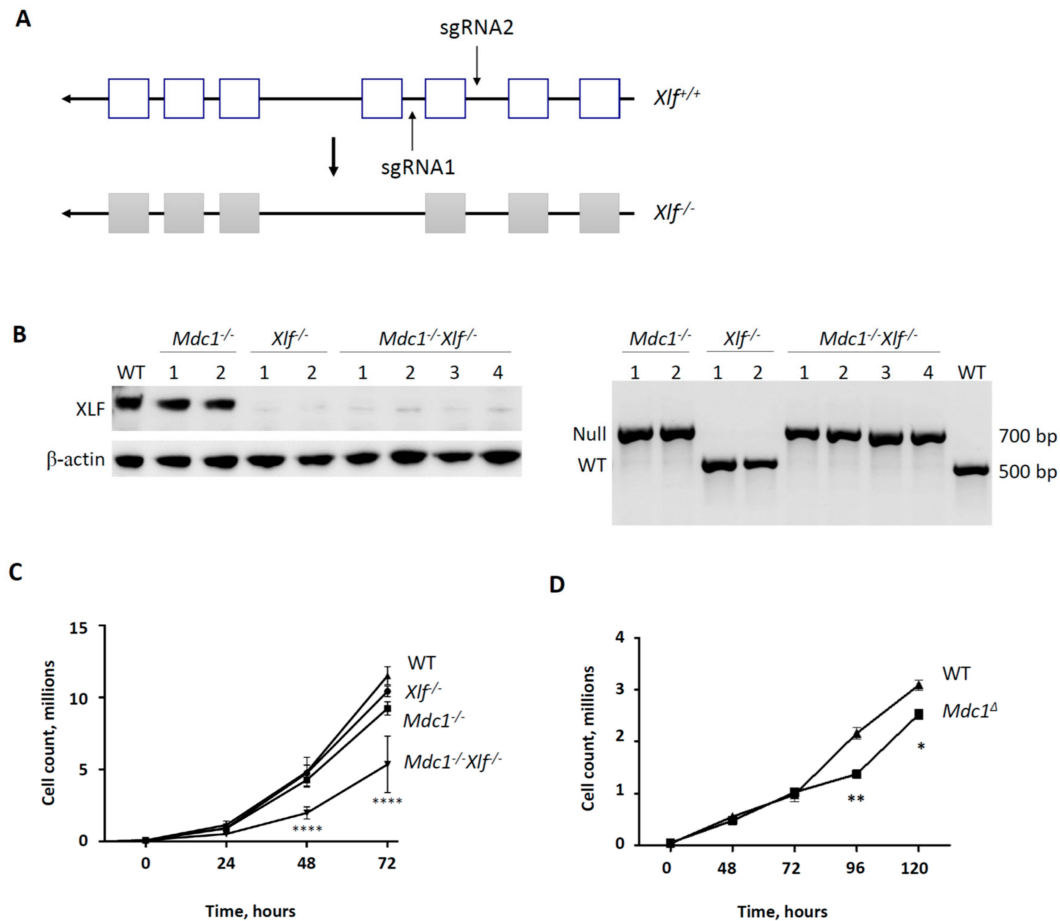 A
sgRNA2
Xlf+/+
sgRNA1
Xlf-/-
B
Mdc1-/- Xlf-/- Mdc1-/-Xlf-/-
WT 1 2 1 2 1 2 3 4
XLF
β-actin
Mdc1-/- Xlf-/- Mdc1-/-Xlf-/-
1 2 1 2 1 2 3 4 WT
Null 700 bp
WT 500 bp
C
Cell count, millions
15
10
5
0
0 24 48 72
Time, hours
WT
Xlf-/-
Mdc1-/-
Mdc1-/-Xlf-/-
****
****
D
Cell count, millions
4
3
2
1
0
0 48 72 96 120
Time, hours
WT
Mdc1Δ
*
**